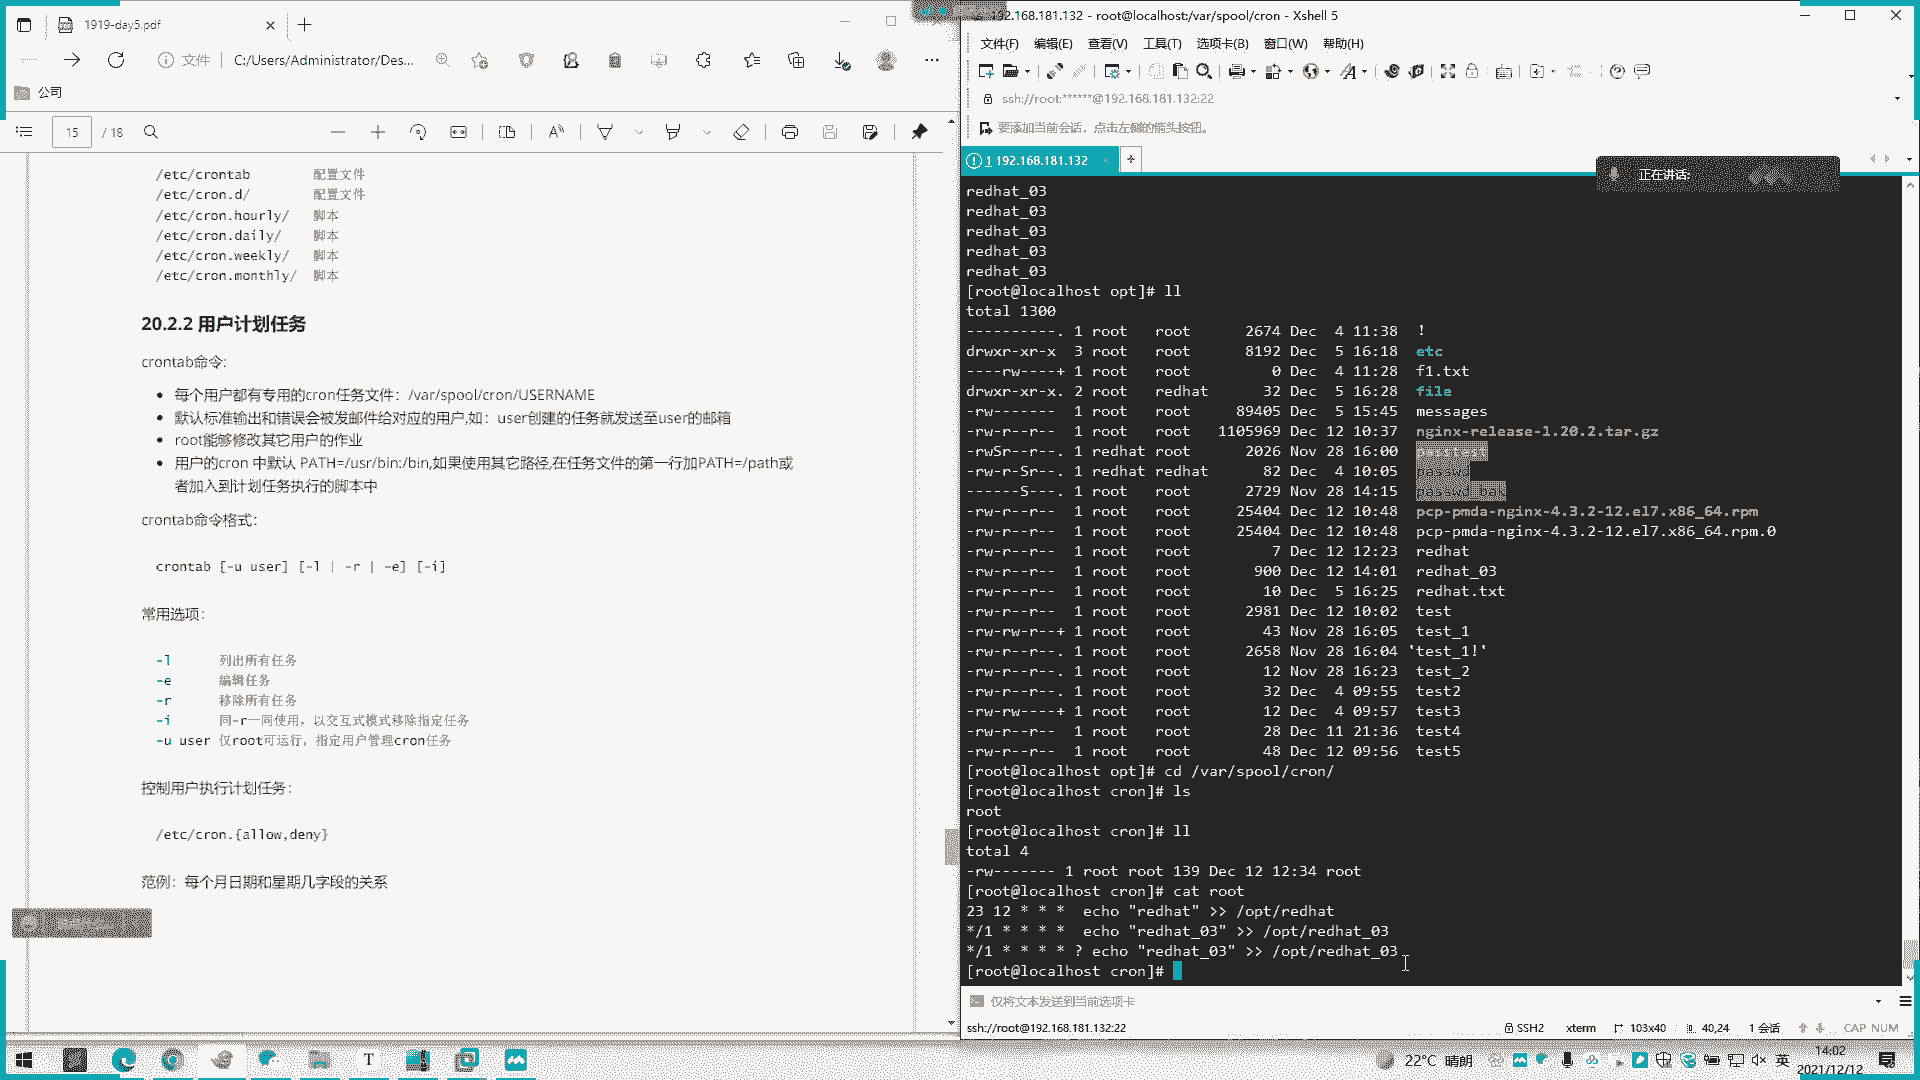 1919-day5.pdf
文件
C:/Users/Administrator/Des...
公司
15 / 18
/etc/crontab 配置文件
/etc/cron.d/ 配置文件
/etc/cron.hourly/ 脚本
/etc/cron.daily/ 脚本
/etc/cron.weekly/ 脚本
/etc/cron.monthly/ 脚本
20.2.2 用户计划任务
crontab命令:
每个用户都有专用的cron任务文件：/var/spool/cron/USERNAME
默认标准输出和错误会被发邮件给对应的用户,如：user创建的任务就发送至user的邮箱
root能够修改其它用户的作业
用户的cron 中默认 PATH=/usr/bin:/bin,如果使用其它路径,在任务文件的第一行加PATH=/path或
者加入到计划任务执行的脚本中
crontab命令格式:
crontab [-u user] [-l | -r | -e] [-i]
常用选项:
-l 列出所有任务
-e 编辑任务
-r 移除所有任务
-i 同-r一同使用，以交互式模式移除指定任务
-u user 仅root可运行，指定用户管理cron任务
控制用户执行计划任务:
/etc/cron.{allow,deny}
范例：每个月日期和星期几字段的关系
192.168.181.132 - root@localhost:/var/spool/cron - Xshell 5
文件(F) 编辑(E) 查看(V) 工具(T) 选项卡(B) 窗口(W) 帮助(H)
ssh://root:******@192.168.181.132:22
要添加当前会话，点击左侧的箭头按钮。
1 192.168.181.132
正在讲话:
redhat_03
redhat_03
redhat_03
redhat_03
redhat_03
[root@localhost opt]# ll
total 1300
----------. 1 root root 2674 Dec 4 11:38 !
drwxr-xr-x 3 root root 8192 Dec 5 16:18 etc
----rw----+ 1 root root 0 Dec 4 11:28 f1.txt
drwxr-xr-x. 2 root redhat 32 Dec 5 16:28 file
-rw------- 1 root root 89405 Dec 5 15:45 messages
-rw-r--r-- 1 root root 1105969 Dec 12 10:37 nginx-release-1.20.2.tar.gz
-rwSr--r--. 1 redhat root 2026 Nov 28 16:00 passtest
-rw-r-Sr--. 1 redhat redhat 82 Dec 4 10:05 passwd
------S---. 1 root root 2729 Nov 28 14:15 passwd_bak
-rw-r--r-- 1 root root 25404 Dec 12 10:48 pcp-pmda-nginx-4.3.2-12.el7.x86_64.rpm
-rw-r--r-- 1 root root 25404 Dec 12 10:48 pcp-pmda-nginx-4.3.2-12.el7.x86_64.rpm.0
-rw-r--r-- 1 root root 7 Dec 12 12:23 redhat
-rw-r--r-- 1 root root 900 Dec 12 14:01 redhat_03
-rw-r--r-- 1 root root 10 Dec 5 16:25 redhat.txt
-rw-r--r-- 1 root root 2981 Dec 12 10:02 test
-rw-rw-r--+ 1 root root 43 Nov 28 16:05 test_1
-rw-r--r--. 1 root root 2658 Nov 28 16:04 'test_1!'
-rw-r--r--. 1 root root 12 Nov 28 16:23 test_2
-rw-r--r--. 1 root root 32 Dec 4 09:55 test2
-rw-rw----+ 1 root root 12 Dec 4 09:57 test3
-rw-r--r-- 1 root root 28 Dec 11 21:36 test4
-rw-r--r-- 1 root root 48 Dec 12 09:56 test5
[root@localhost opt]# cd /var/spool/cron/
[root@localhost cron]# ls
root
[root@localhost cron]# ll
total 4
-rw------- 1 root root 139 Dec 12 12:34 root
[root@localhost cron]# cat root
23 12 * * * echo "redhat" >> /opt/redhat
*/1 * * * * echo "redhat_03" >> /opt/redhat_03
*/1 * * * * ? echo "redhat_03" >> /opt/redhat_03
[root@localhost cron]#
仅将文本发送到当前选项卡
ssh://root@192.168.181.132:22 SSH2 xterm 103x40 40,24 1 会话 CAP NUM
22°C 晴朗 英 14:02
2021/12/12